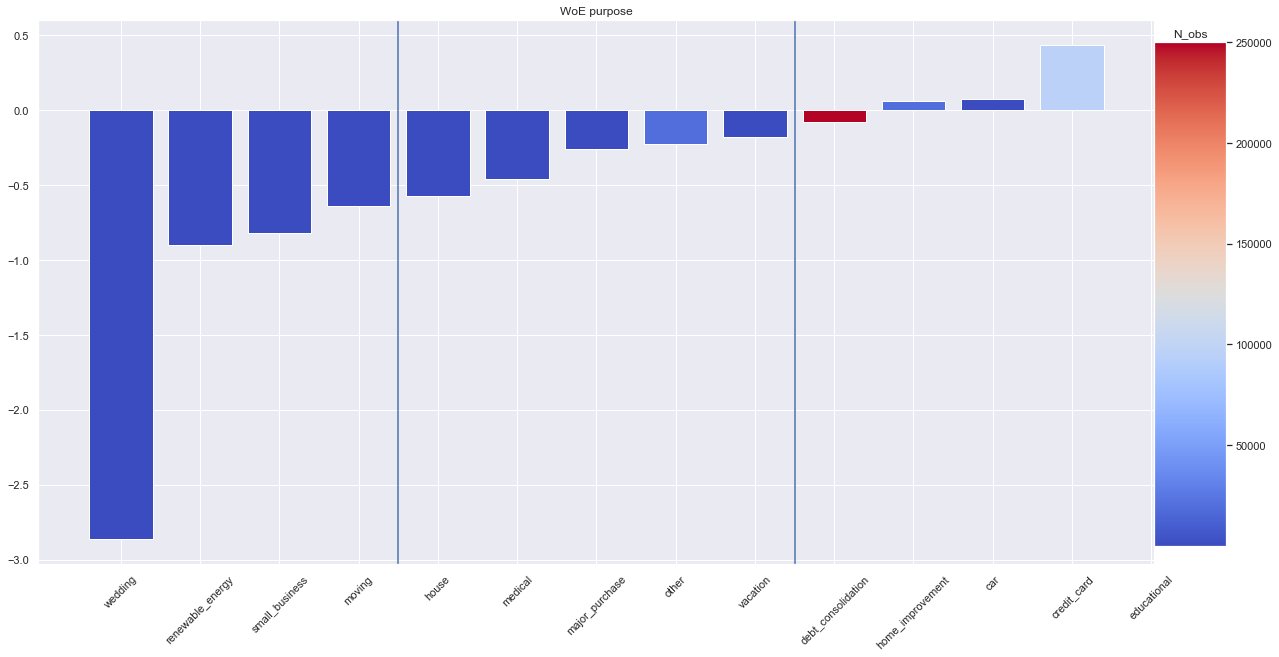 WoE purpose
N_obs
0.5
0.0
−0.5
−1.0
−1.5
−2.0
−2.5
−3.0
250000
200000
150000
100000
50000
wedding
renewable_energy
small_business
moving
house
medical
major_purchase
other
vacation
debt_consolidation
home_improvement
car
credit_card
educational